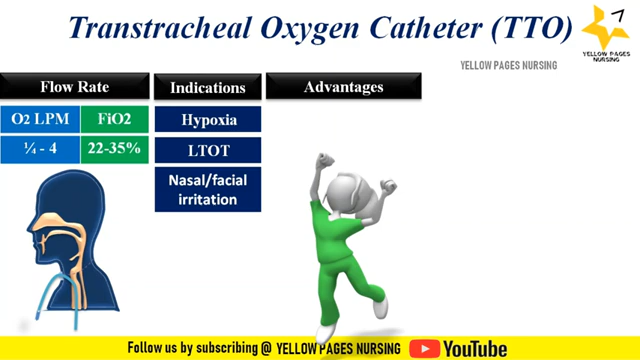 Transtracheal Oxygen Catheter (TTO)
7
YELLOW PAGES
NURSING
YELLOW PAGES NURSING
Flow Rate
Indications
Advantages
O2 LPM
FiO2
Hypoxia
¼ - 4
22-35%
LTOT
Nasal/facial
irritation
Follow us by subscribing @ YELLOW PAGES NURSING
YouTube